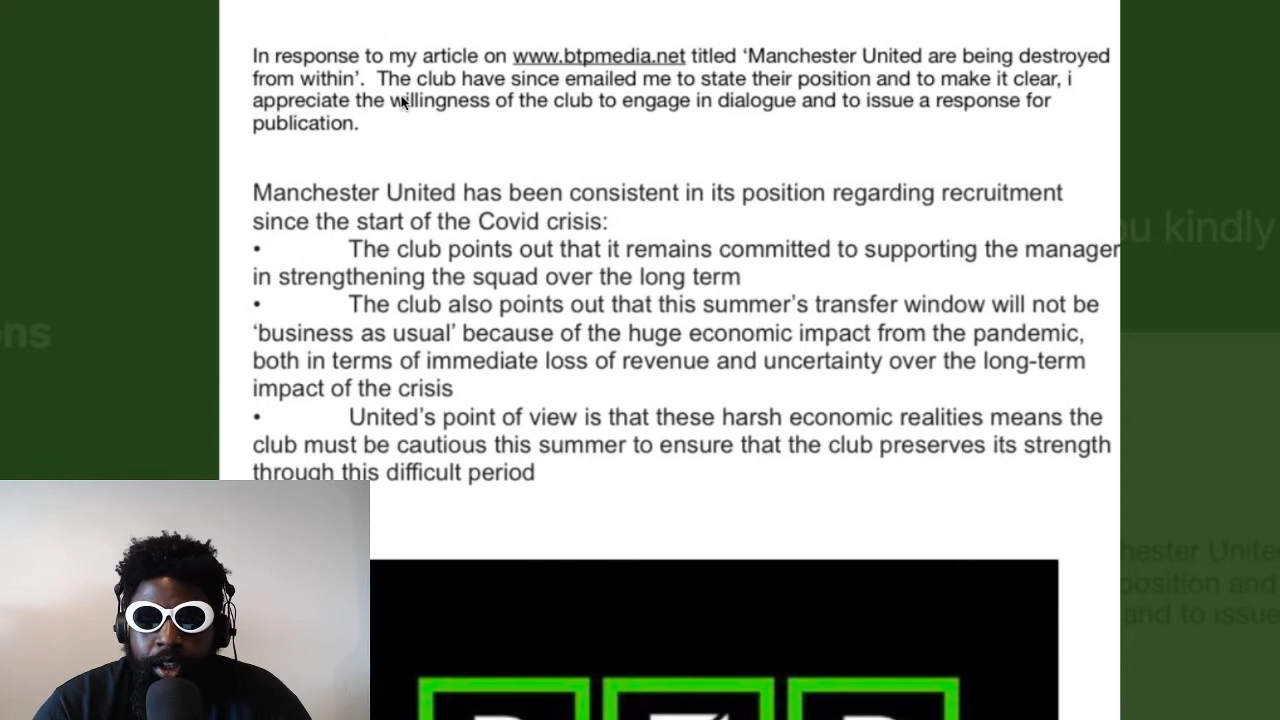 In response to my article on www.btpmedia.net titled ‘Manchester United are being destroyed
from within’.  The club have since emailed me to state their position and to make it clear, i
appreciate the willingness of the club to engage in dialogue and to issue a response for
publication.
Manchester United has been consistent in its position regarding recruitment
since the start of the Covid crisis:
• The club points out that it remains committed to supporting the manager
in strengthening the squad over the long term
• The club also points out that this summer’s transfer window will not be
‘business as usual’ because of the huge economic impact from the pandemic,
both in terms of immediate loss of revenue and uncertainty over the long-term
impact of the crisis
• United’s point of view is that these harsh economic realities means the
club must be cautious this summer to ensure that the club preserves its strength
through this difficult period
kindly
position and
and to issue